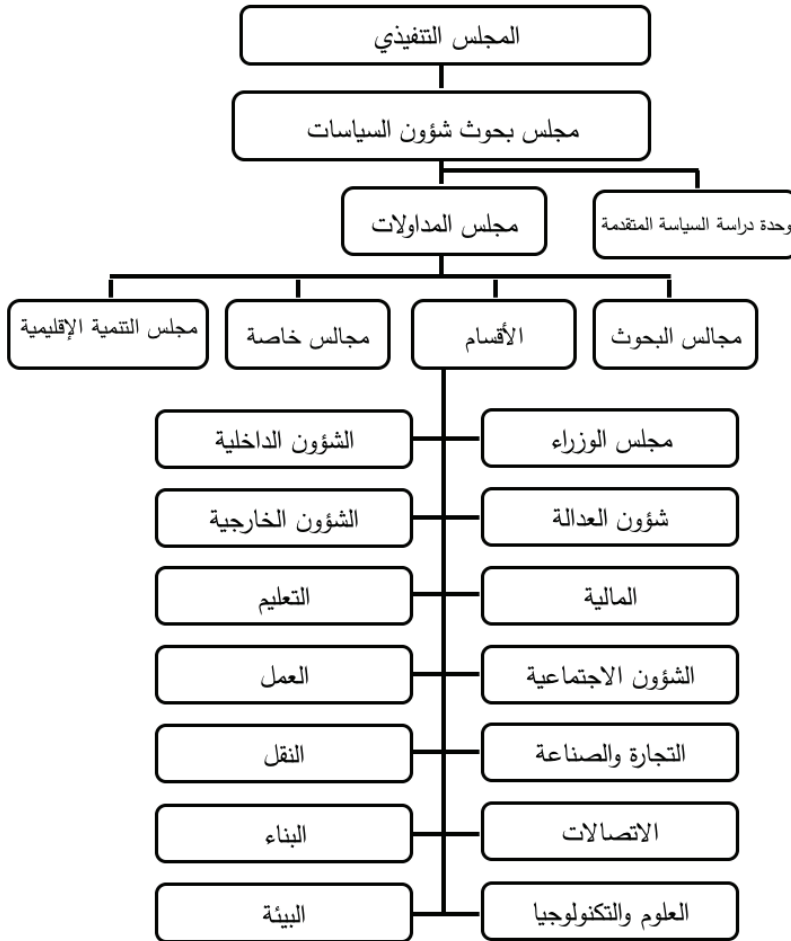 المجلس التنفيذي
مجلس بحوث شؤون السياسات
مجلس المداولات
وحدة دراسة السياسة المتقدمة
مجالس البحوث
الأقسام
مجالس خاصة
مجلس التنمية الإقليمية
مجلس الوزراء
الشؤون الداخلية
شؤون العدالة
الشؤون الخارجية
المالية
التعليم
الشؤون الاجتماعية
العمل
التجارة والصناعة
النقل
الاتصالات
البناء
العلوم والتكنولوجيا
البيئة